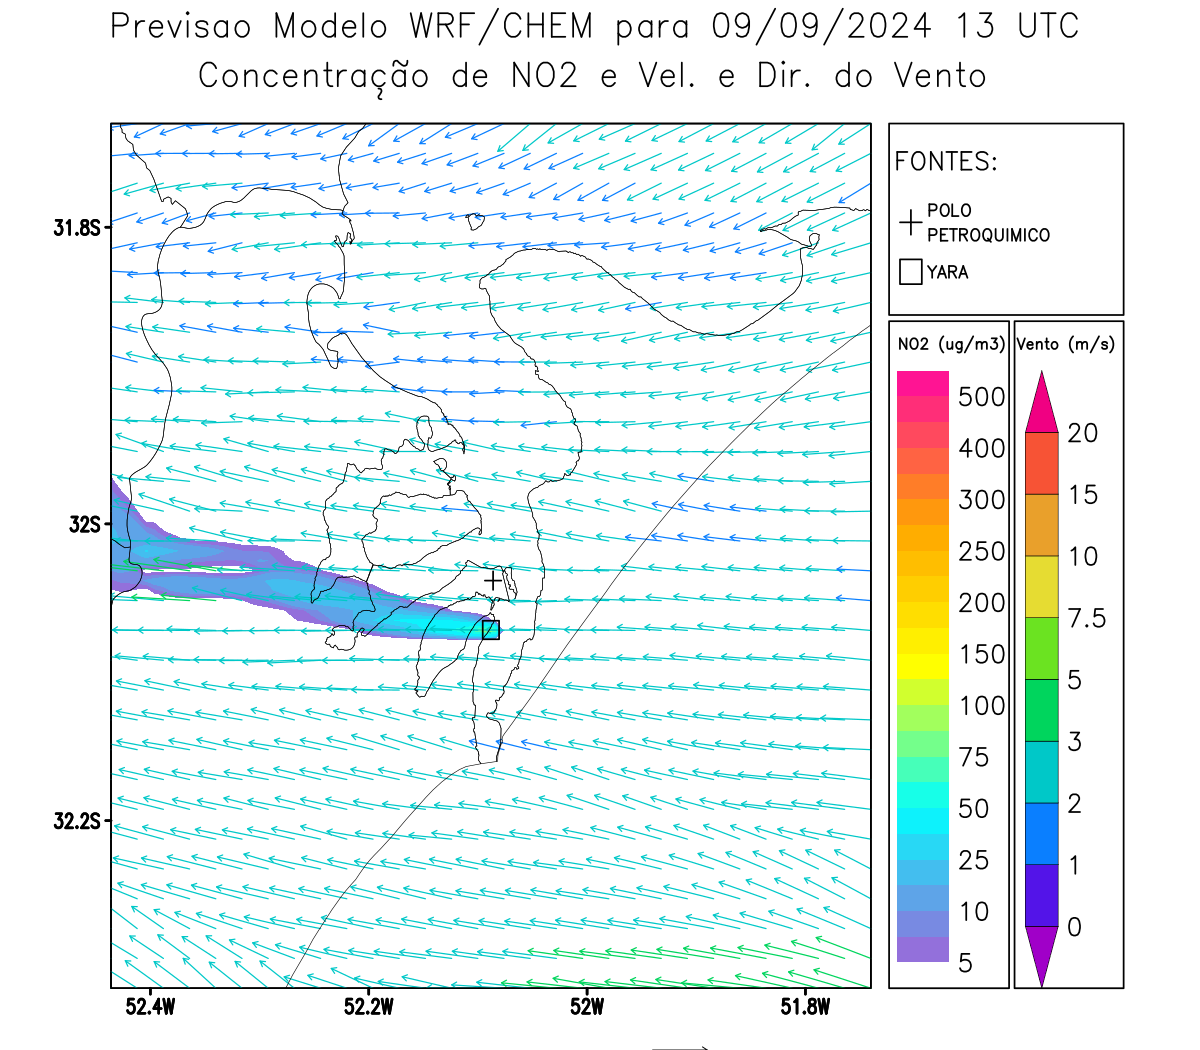 Previsao Modelo WRF/CHEM para 09/09/2024 13 UTC
Concentração de NO2 e Vel. e Dir. do Vento
FONTES:
POLO
PETROQUIMICO
YARA
NO2 (ug/m3)
500
400
300
250
200
150
100
75
50
25
10
5
Vento (m/s)
20
15
10
7.5
5
3
2
1
0
31.8S
32S
32.2S
52.4W
52.2W
52W
51.8W